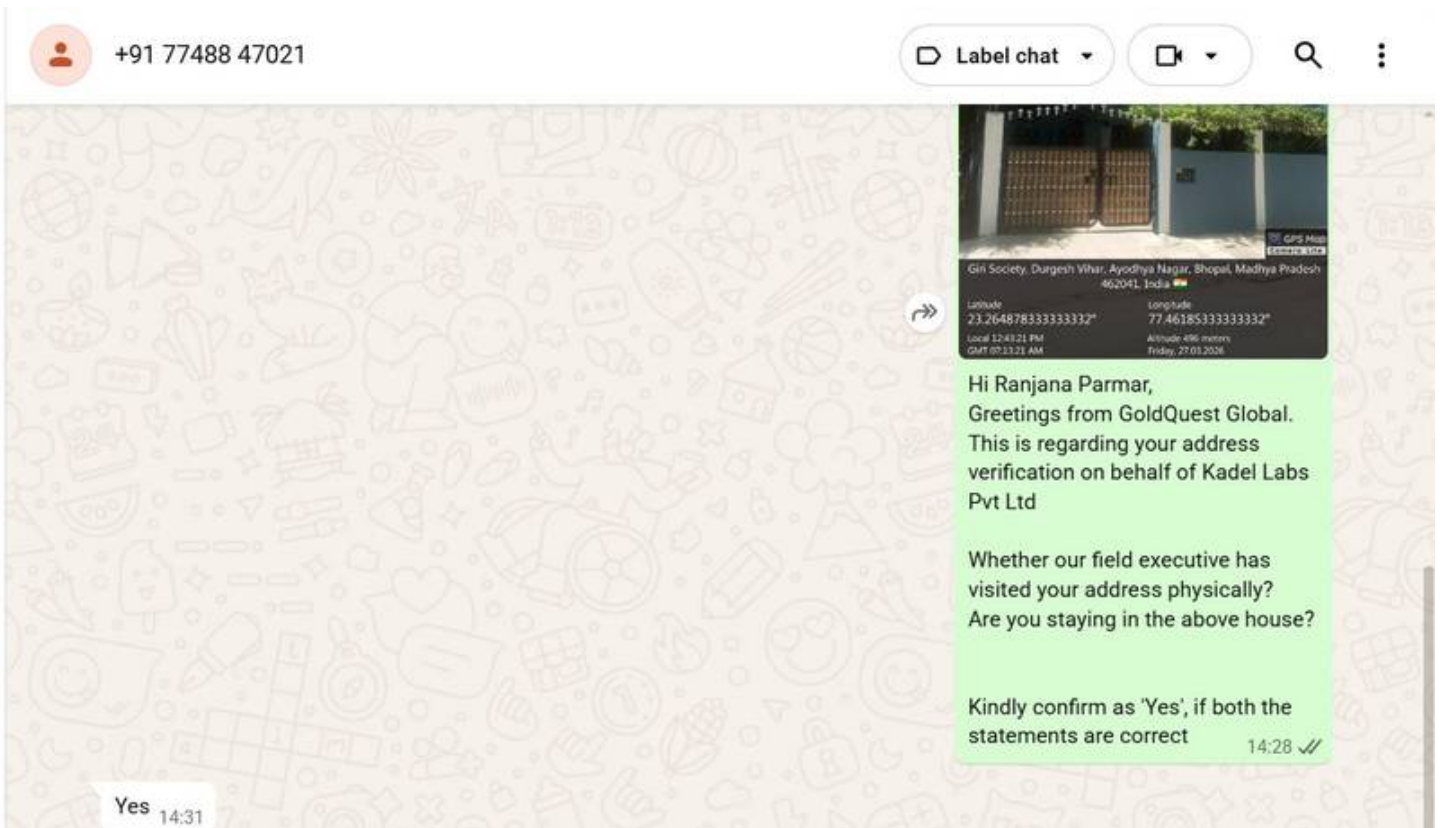 +91 77488 47021
Label chat
GPS Map
Camera Lite
Giri Society, Durgesh Vihar, Ayodhya Nagar, Bhopal, Madhya Pradesh
462041, India
Latitude
Longitude
23.264878333333332°
77.46185333333332°
Local 12:43:21 PM
Altitude 496 meters
GMT 07:13:21 AM
Friday, 27.03.2026
Hi Ranjana Parmar,
Greetings from GoldQuest Global.
This is regarding your address
verification on behalf of Kadel Labs
Pvt Ltd
Whether our field executive has
visited your address physically?
Are you staying in the above house?
Kindly confirm as 'Yes', if both the
statements are correct
14:28
Yes
14:31